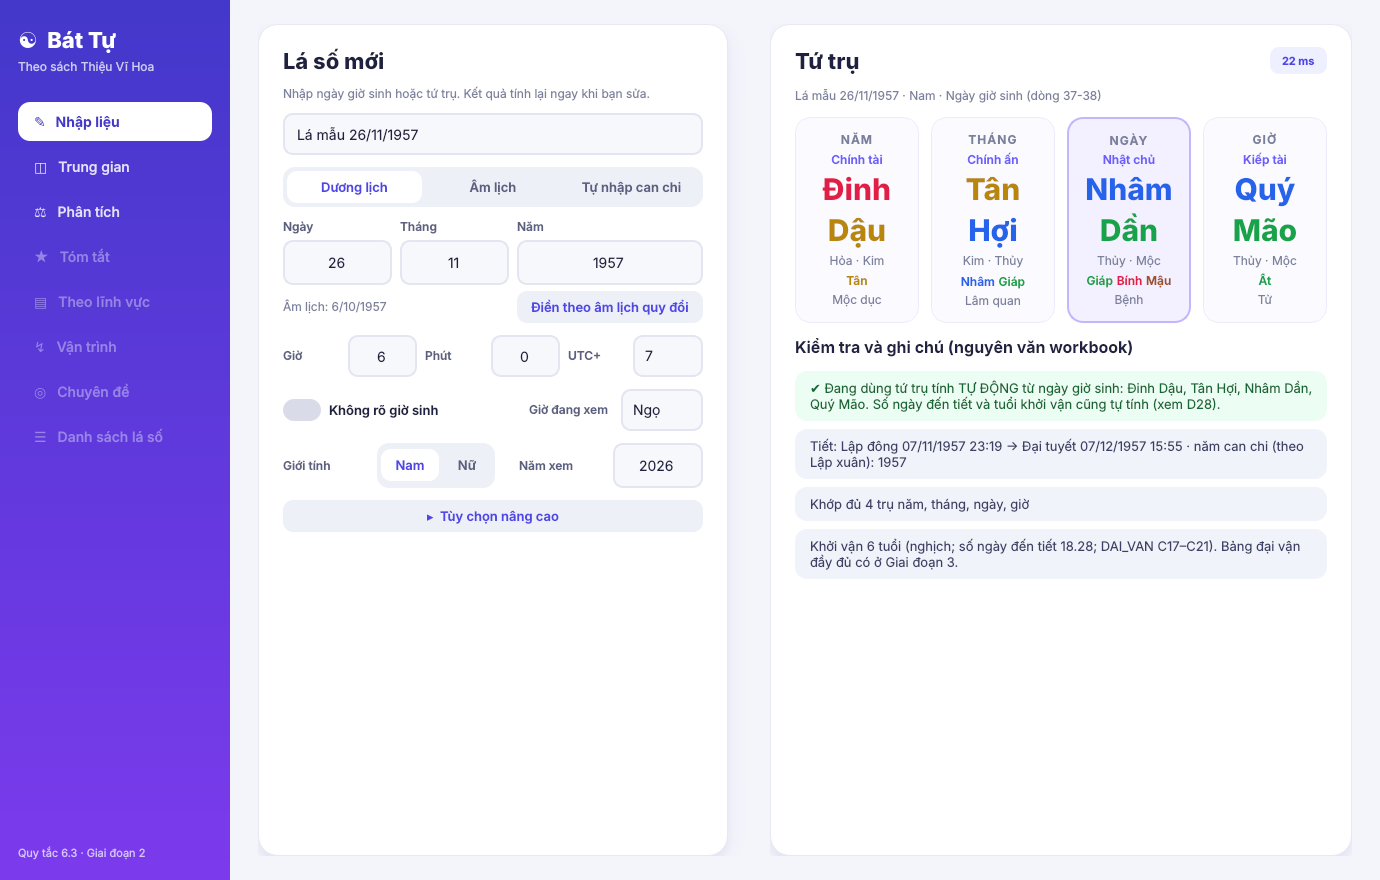 ☯ Bát Tự
Theo sách Thiệu Vĩ Hoa
✎ Nhập liệu
◫ Trung gian
⚖ Phân tích
★ Tóm tắt
▤ Theo lĩnh vực
↯ Vận trình
◎ Chuyên đề
☰ Danh sách lá số
Quy tắc 6.3 · Giai đoạn 2
Lá số mới
Nhập ngày giờ sinh hoặc tứ trụ. Kết quả tính lại ngay khi bạn sửa.
Lá mẫu 26/11/1957
Dương lịch Âm lịch Tự nhập can chi
Ngày Tháng Năm
26 11 1957
Âm lịch: 6/10/1957 Điền theo âm lịch quy đổi
Giờ 6 Phút 0 UTC+ 7
Không rõ giờ sinh Giờ đang xem Ngọ
Giới tính Nam Nữ Năm xem 2026
▸ Tùy chọn nâng cao
Tứ trụ 22 ms
Lá mẫu 26/11/1957 · Nam · Ngày giờ sinh (dòng 37-38)
NĂM THÁNG NGÀY GIỜ
Chính tài Chính ấn Nhật chủ Kiếp tài
Đinh Tân Nhâm Quý
Dậu Hợi Dần Mão
Hỏa · Kim Kim · Thủy Thủy · Mộc Thủy · Mộc
Tân Nhâm Giáp Giáp Bính Mậu Ất
Mộc dục Lâm quan Bệnh Tử
Kiểm tra và ghi chú (nguyên văn workbook)
✔ Đang dùng tứ trụ tính TỰ ĐỘNG từ ngày giờ sinh: Đinh Dậu, Tân Hợi, Nhâm Dần,
Quý Mão. Số ngày đến tiết và tuổi khởi vận cũng tự tính (xem D28).
Tiết: Lập đông 07/11/1957 23:19 → Đại tuyết 07/12/1957 15:55 · năm can chi (theo
Lập xuân): 1957
Khớp đủ 4 trụ năm, tháng, ngày, giờ
Khởi vận 6 tuổi (nghịch; số ngày đến tiết 18.28; DAI_VAN C17–C21). Bảng đại vận
đầy đủ có ở Giai đoạn 3.